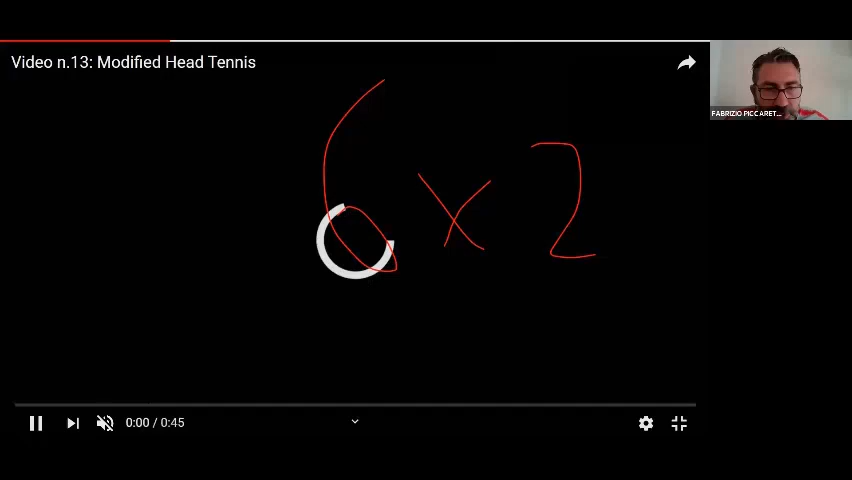 Video n.13: Modified Head Tennis
FABRIZIO PICCARET...
6 x 2
0:00 / 0:45